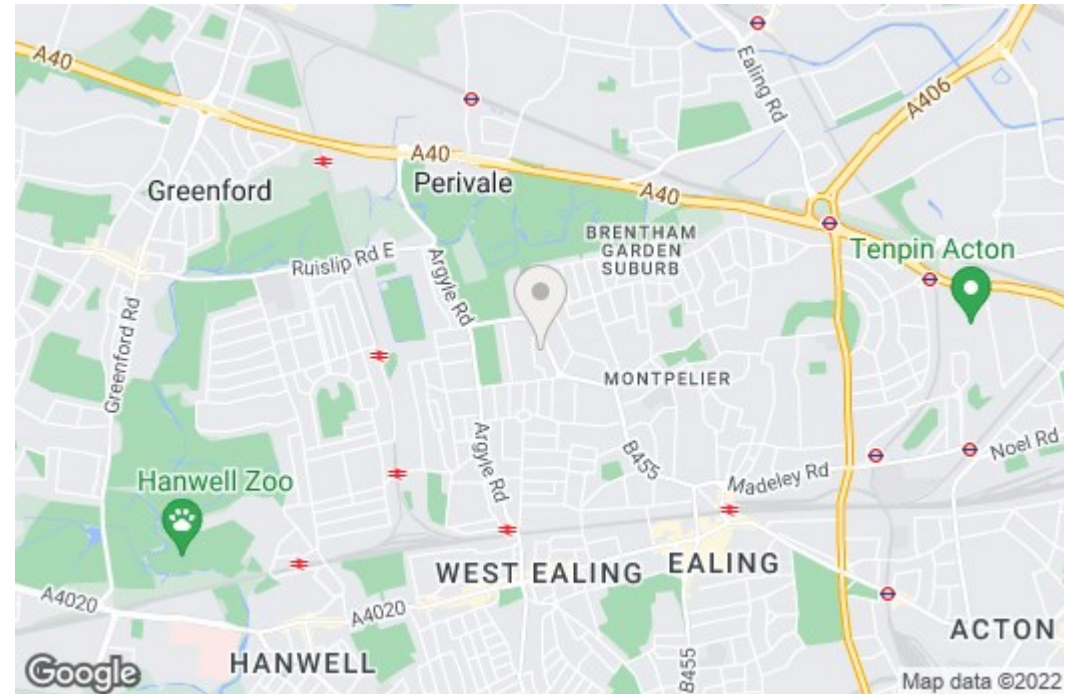 A40
Ealing Rd
A406
A40
Perivale
Greenford
A40
BRENTHAM
GARDEN
SUBURB
Tenpin Acton
Ruislip Rd E
Argyle Rd
Greenford Rd
MONTPELIER
Argyle Rd
B455
Noel Rd
Madeley Rd
Hanwell Zoo
WEST EALING
EALING
A4020
A4020
ACTON
HANWELL
B455
Google
Map data ©2022